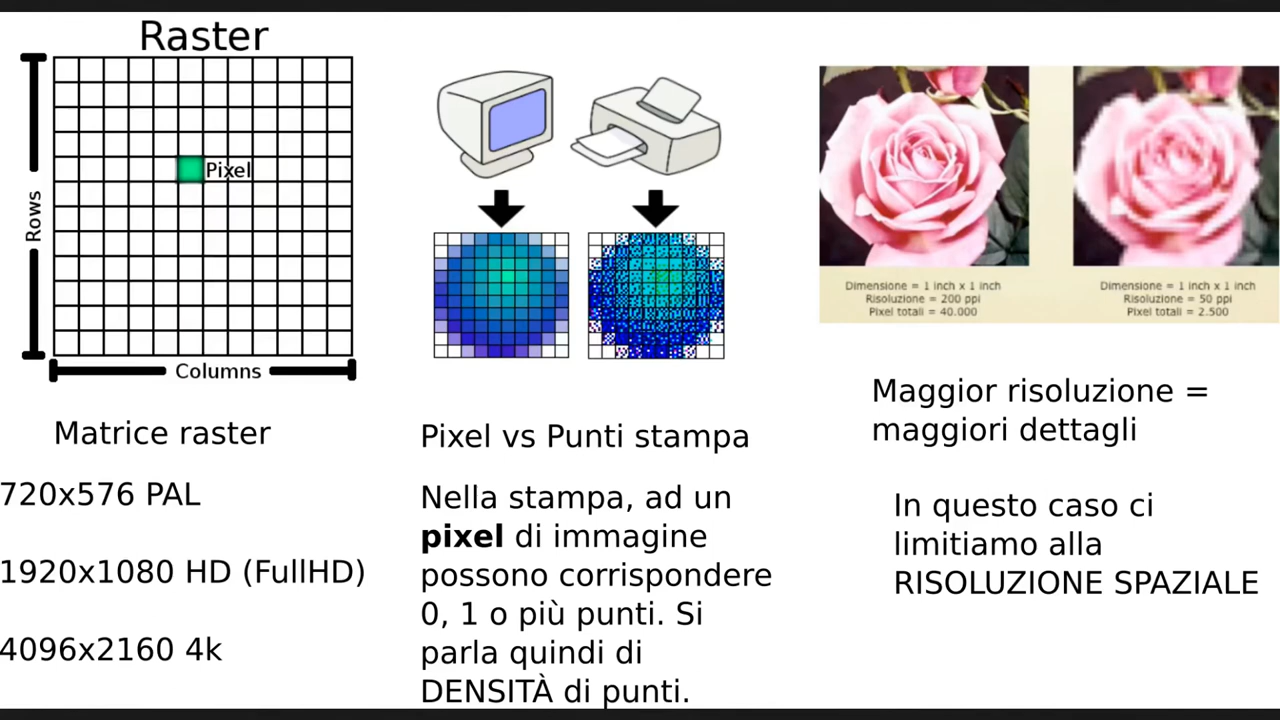 Raster
Pixel
Rows
Columns
Matrice raster
720x576 PAL
1920x1080 HD (FullHD)
4096x2160 4k
Pixel vs Punti stampa
Nella stampa, ad un
pixel di immagine
possono corrispondere
0, 1 o più punti. Si
parla quindi di
DENSITÀ di punti.
Dimensione = 1 inch x 1 inch
Risoluzione = 200 ppi
Pixel totali = 40.000
Dimensione = 1 inch x 1 inch
Risoluzione = 50 ppi
Pixel totali = 2.500
Maggior risoluzione =
maggiori dettagli
In questo caso ci
limitiamo alla
RISOLUZIONE SPAZIALE